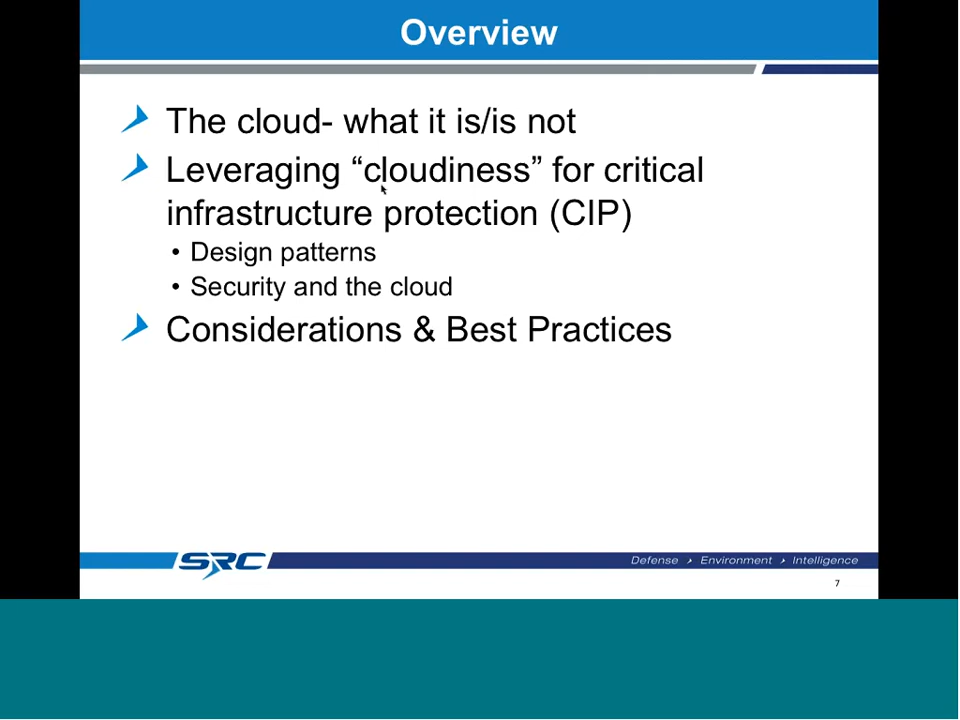 Overview
The cloud- what it is/is not
Leveraging “cloudiness” for critical
infrastructure protection (CIP)
• Design patterns
• Security and the cloud
Considerations & Best Practices
SRC
Defense Environment Intelligence
7